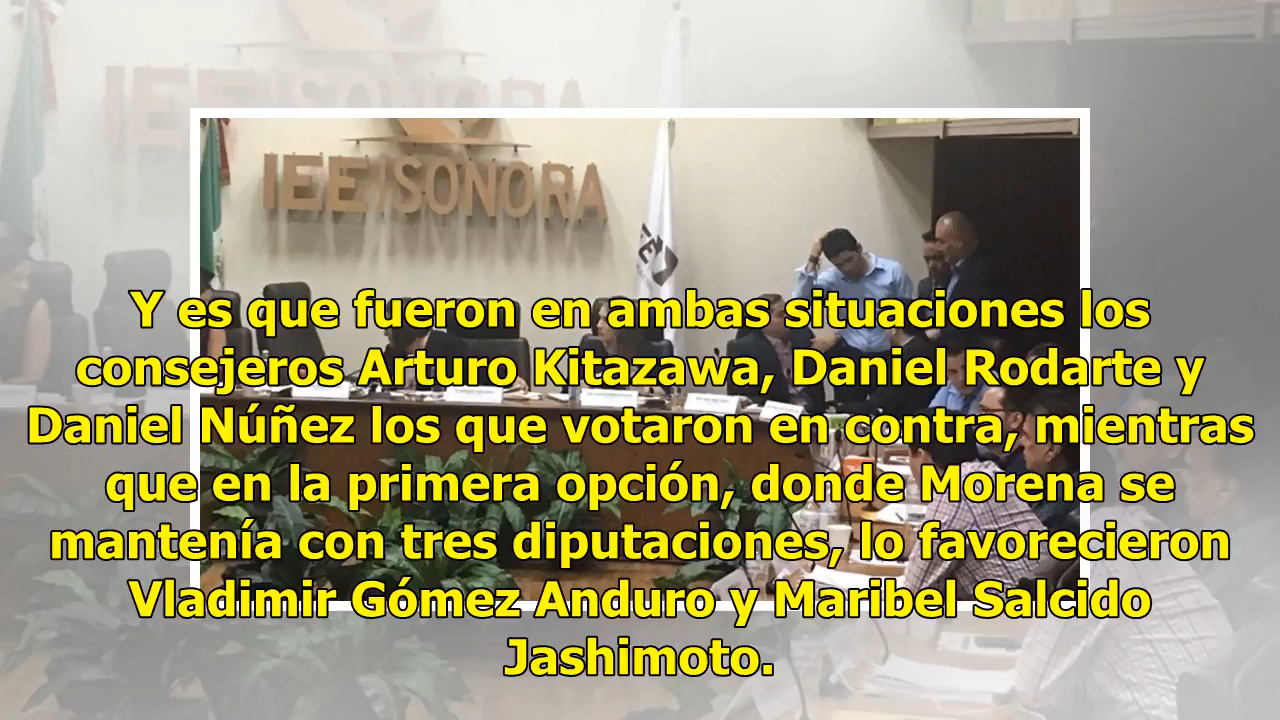 IEE|SONORA
IEE SONORA
Y es que fueron en ambas situaciones los
consejeros Arturo Kitazawa, Daniel Rodarte y
Daniel Núñez los que votaron en contra, mientras
que en la primera opción, donde Morena se
mantenía con tres diputaciones, lo favorecieron
Vladimir Gómez Anduro y Maribel Salcido
Jashimoto.